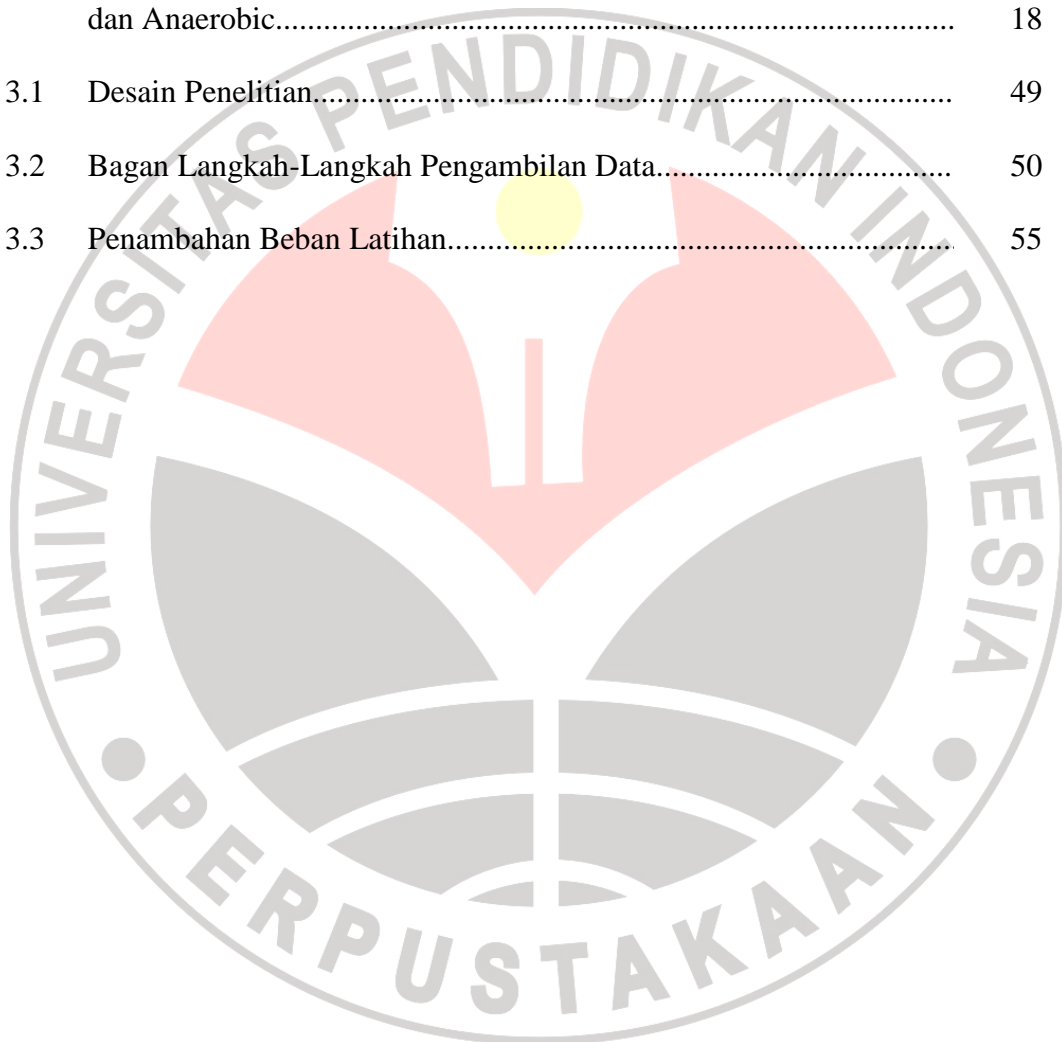 dan Anaerobic........................................................................................ 18
3.1 Desain Penelitian................................................................................. 49
3.2 Bagan Langkah-Langkah Pengambilan Data...................................... 50
3.3 Penambahan Beban Latihan................................................................ 55
UNIVERSITAS PENDIDIKAN INDONESIA
PERPUSTAKAAN